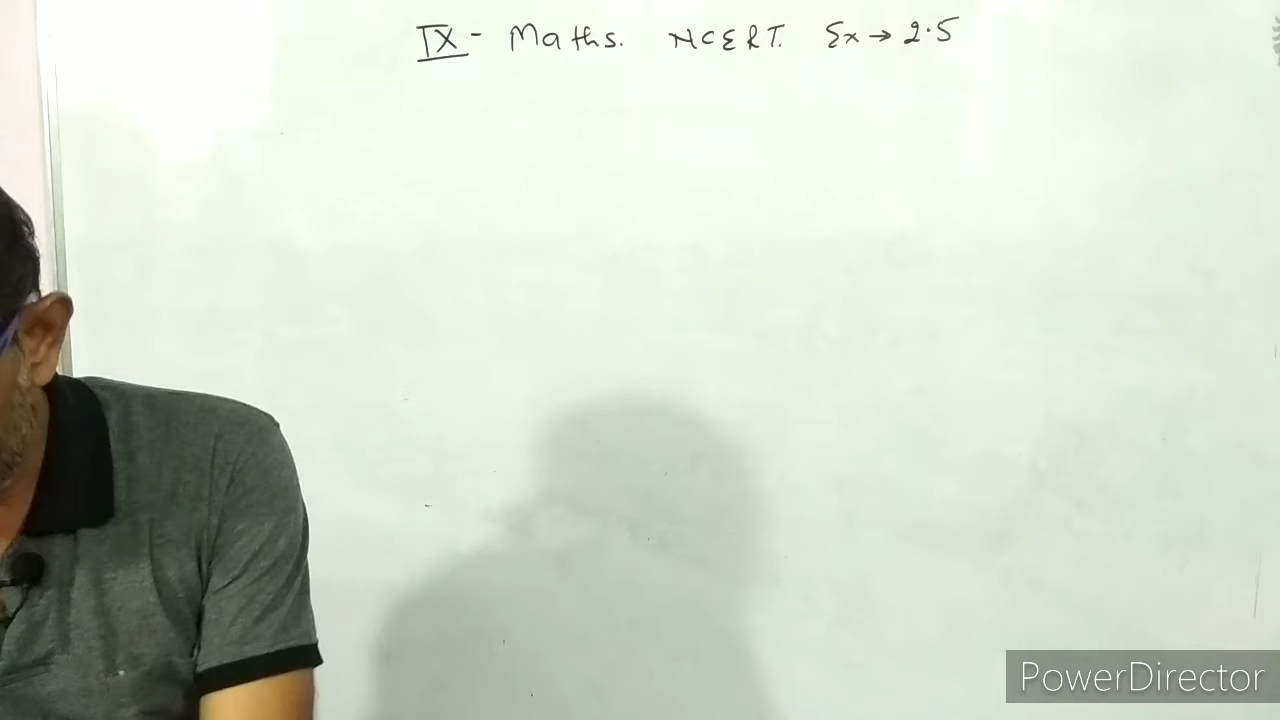 IX - Maths. NCERT. Ex → 2.5
PowerDirector